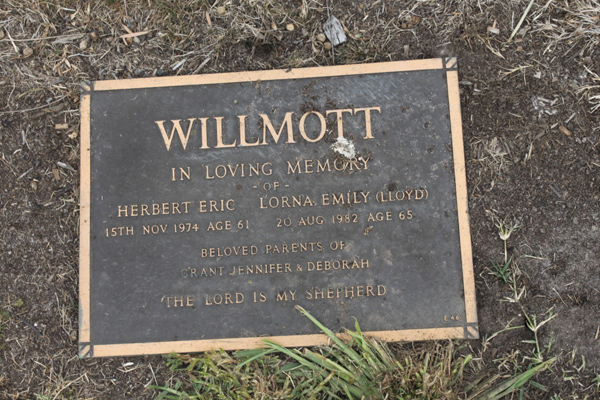 WILLMOTT
IN LOVING MEMORY
- OF -
HERBERT ERIC LORNA EMILY (LLOYD)
15TH NOV 1974 AGE 61 20 AUG 1982 AGE 65
BELOVED PARENTS OF
GRANT JENNIFER & DEBORAH
THE LORD IS MY SHEPHERD